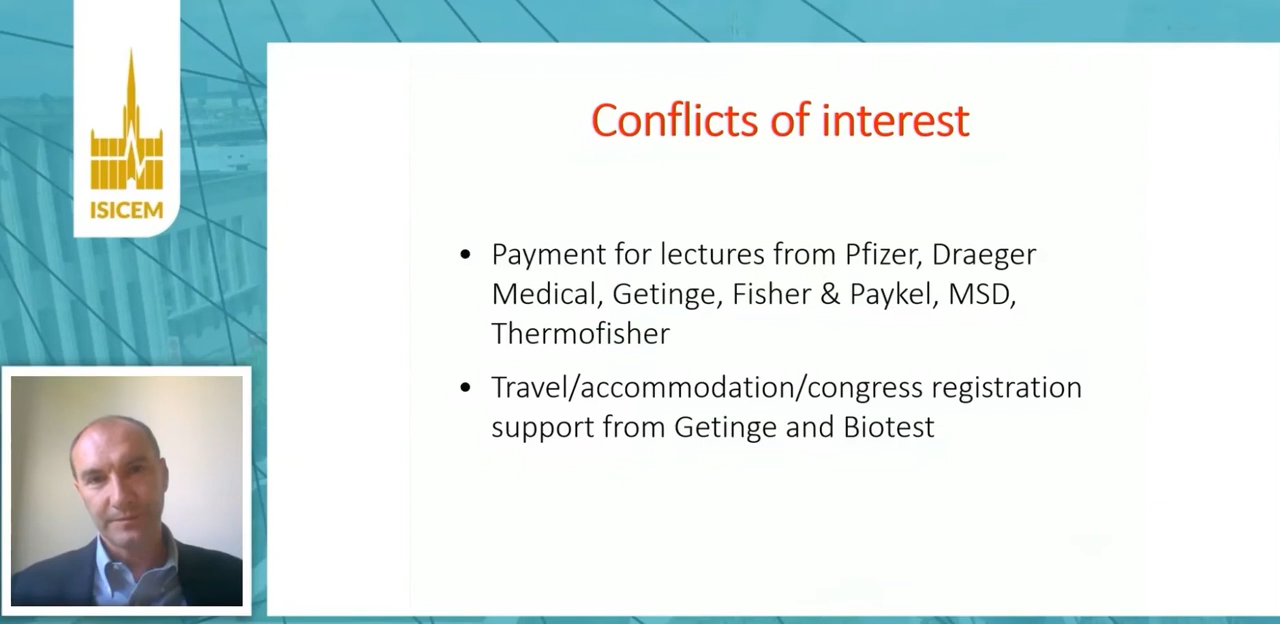 ISICEM
Conflicts of interest
• Payment for lectures from Pfizer, Draeger
Medical, Getinge, Fisher & Paykel, MSD,
Thermofisher
• Travel/accommodation/congress registration
support from Getinge and Biotest